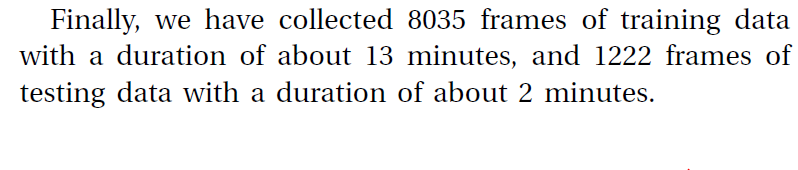 Finally, we have collected 8035 frames of training data
with a duration of about 13 minutes, and 1222 frames of
testing data with a duration of about 2 minutes.